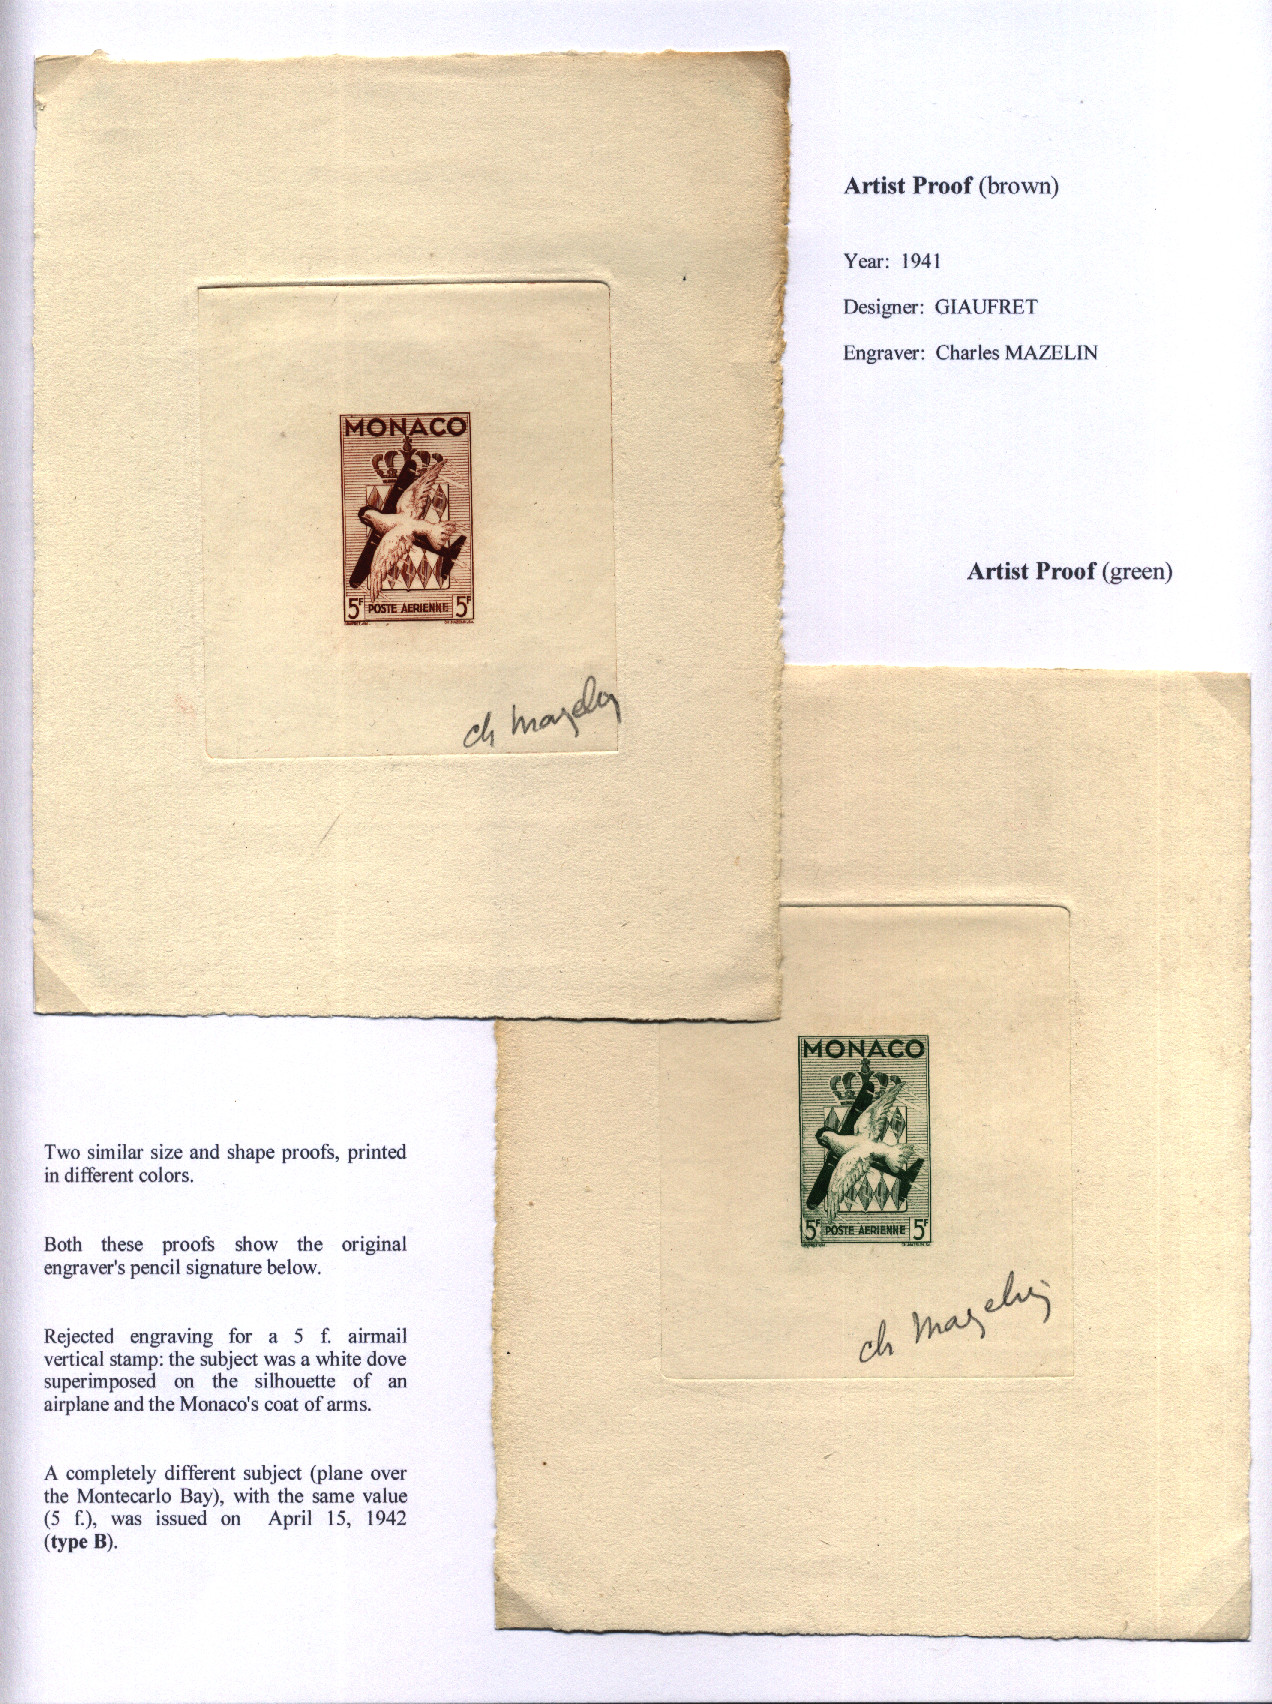 Artist Proof (brown)
Year: 1941
Designer: GIAUFRET
Engraver: Charles MAZELIN
MONACO
5F POSTE AERIENNE 5F
ch Mazelin
Artist Proof (green)
MONACO
5F POSTE AERIENNE 5F
ch Mazelin
Two similar size and shape proofs, printed
in different colors.
Both these proofs show the original
engraver's pencil signature below.
Rejected engraving for a 5 f. airmail
vertical stamp: the subject was a white dove
superimposed on the silhouette of an
airplane and the Monaco's coat of arms.
A completely different subject (plane over
the Montecarlo Bay), with the same value
(5 f.), was issued on April 15, 1942
(type B).